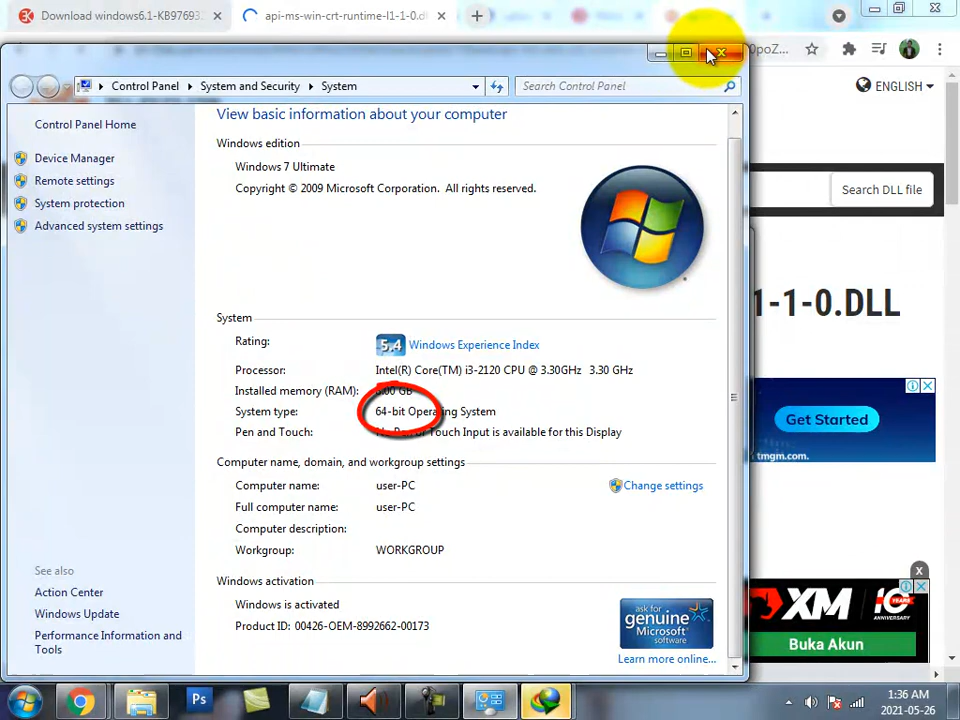 Download windows6.1-KB97693
api-ms-win-crt-runtime-l1-1-0.d
0poZ...
Control Panel
System and Security
System
Search Control Panel
ENGLISH
Control Panel Home
View basic information about your computer
Windows edition
Device Manager
Windows 7 Ultimate
Remote settings
Copyright © 2009 Microsoft Corporation. All rights reserved.
Search DLL file
System protection
Advanced system settings
1-1-0.DLL
System
Rating:
5.4
Windows Experience Index
Processor:
Intel(R) Core(TM) i3-2120 CPU @ 3.30GHz 3.30 GHz
Installed memory (RAM):
GB
System type:
64-bit Operating System
Get Started
Pen and Touch:
Touch Input is available for this Display
tmgm.com.
Computer name, domain, and workgroup settings
Computer name:
user-PC
Change settings
Full computer name:
user-PC
Computer description:
Workgroup:
WORKGROUP
See also
Windows activation
Action Center
Windows is activated
ask for
genuine
Microsoft
software
XM
10 YEARS
ANNIVERSARY
Windows Update
Product ID: 00426-OEM-8992662-00173
Performance Information and
Tools
Buka Akun
Learn more online...
Ps
1:36 AM
2021-05-26